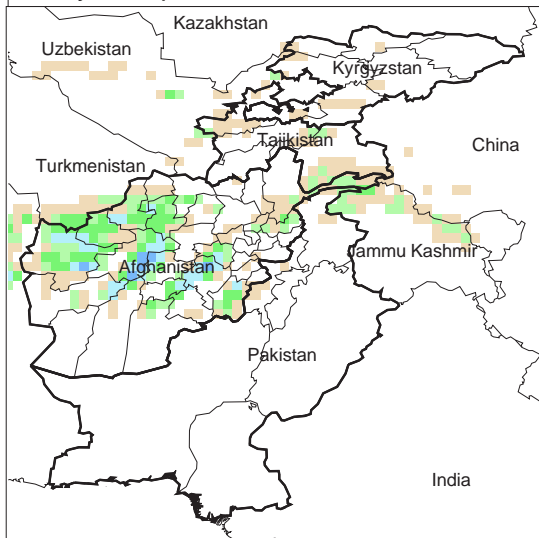 Kazakhstan
Uzbekistan
Kyrgyzstan
Tajikistan
China
Turkmenistan
Jammu Kashmir
Afghanistan
Pakistan
India